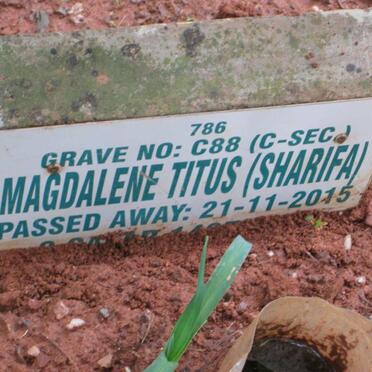 786
GRAVE NO: C88 (C-SEC.)
MAGDALENE TITUS (SHARIFA)
PASSED AWAY: 21-11-2015